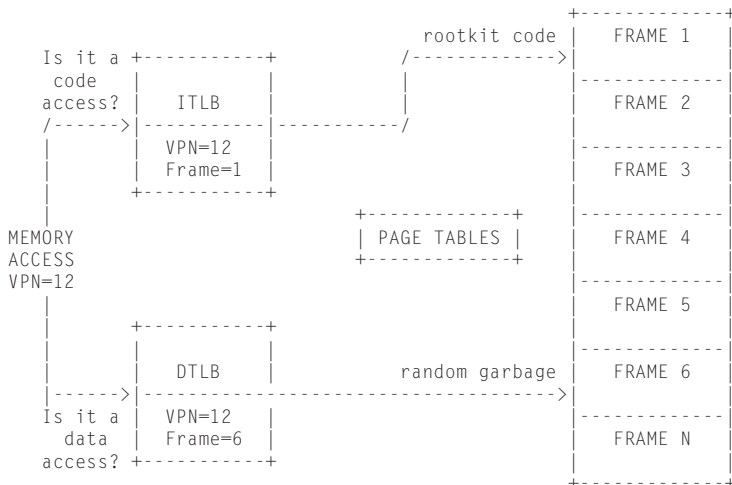 rootkit code
FRAME 1
Is it a
code
access?
ITLB
FRAME 2
VPN=12
Frame=1
FRAME 3
MEMORY
ACCESS
VPN=12
PAGE TABLES
FRAME 4
FRAME 5
DTLB
random garbage
FRAME 6
Is it a
data
access?
VPN=12
Frame=6
FRAME N